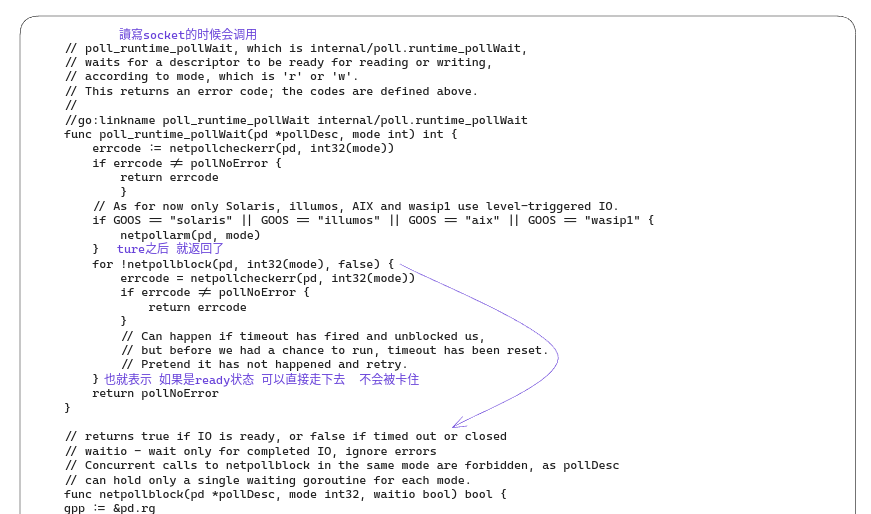 讀寫socket的时候会调用
// poll_runtime_pollWait, which is internal/poll.runtime_pollWait,
// waits for a descriptor to be ready for reading or writing,
// according to mode, which is 'r' or 'w'.
// This returns an error code; the codes are defined above.
//
//go:linkname poll_runtime_pollWait internal/poll.runtime_pollWait
func poll_runtime_pollWait(pd *pollDesc, mode int) int {
    errcode := netpollcheckerr(pd, int32(mode))
    if errcode != pollNoError {
        return errcode
        }
    // As for now only Solaris, illumos, AIX and wasip1 use level-triggered IO.
    if GOOS == "solaris" || GOOS == "illumos" || GOOS == "aix" || GOOS == "wasip1" {
        netpollarm(pd, mode)
    }   ture之后 就返回了
    for !netpollblock(pd, int32(mode), false) {
        errcode = netpollcheckerr(pd, int32(mode))
        if errcode != pollNoError {
            return errcode
        }
        // Can happen if timeout has fired and unblocked us,
        // but before we had a chance to run, timeout has been reset.
        // Pretend it has not happened and retry.
    } 也就表示 如果是ready状态 可以直接走下去  不会被卡住
    return pollNoError
}
// returns true if IO is ready, or false if timed out or closed
// waitio - wait only for completed IO, ignore errors
// Concurrent calls to netpollblock in the same mode are forbidden, as pollDesc
// can hold only a single waiting goroutine for each mode.
func netpollblock(pd *pollDesc, mode int32, waitio bool) bool {
gpp := &pd.rg